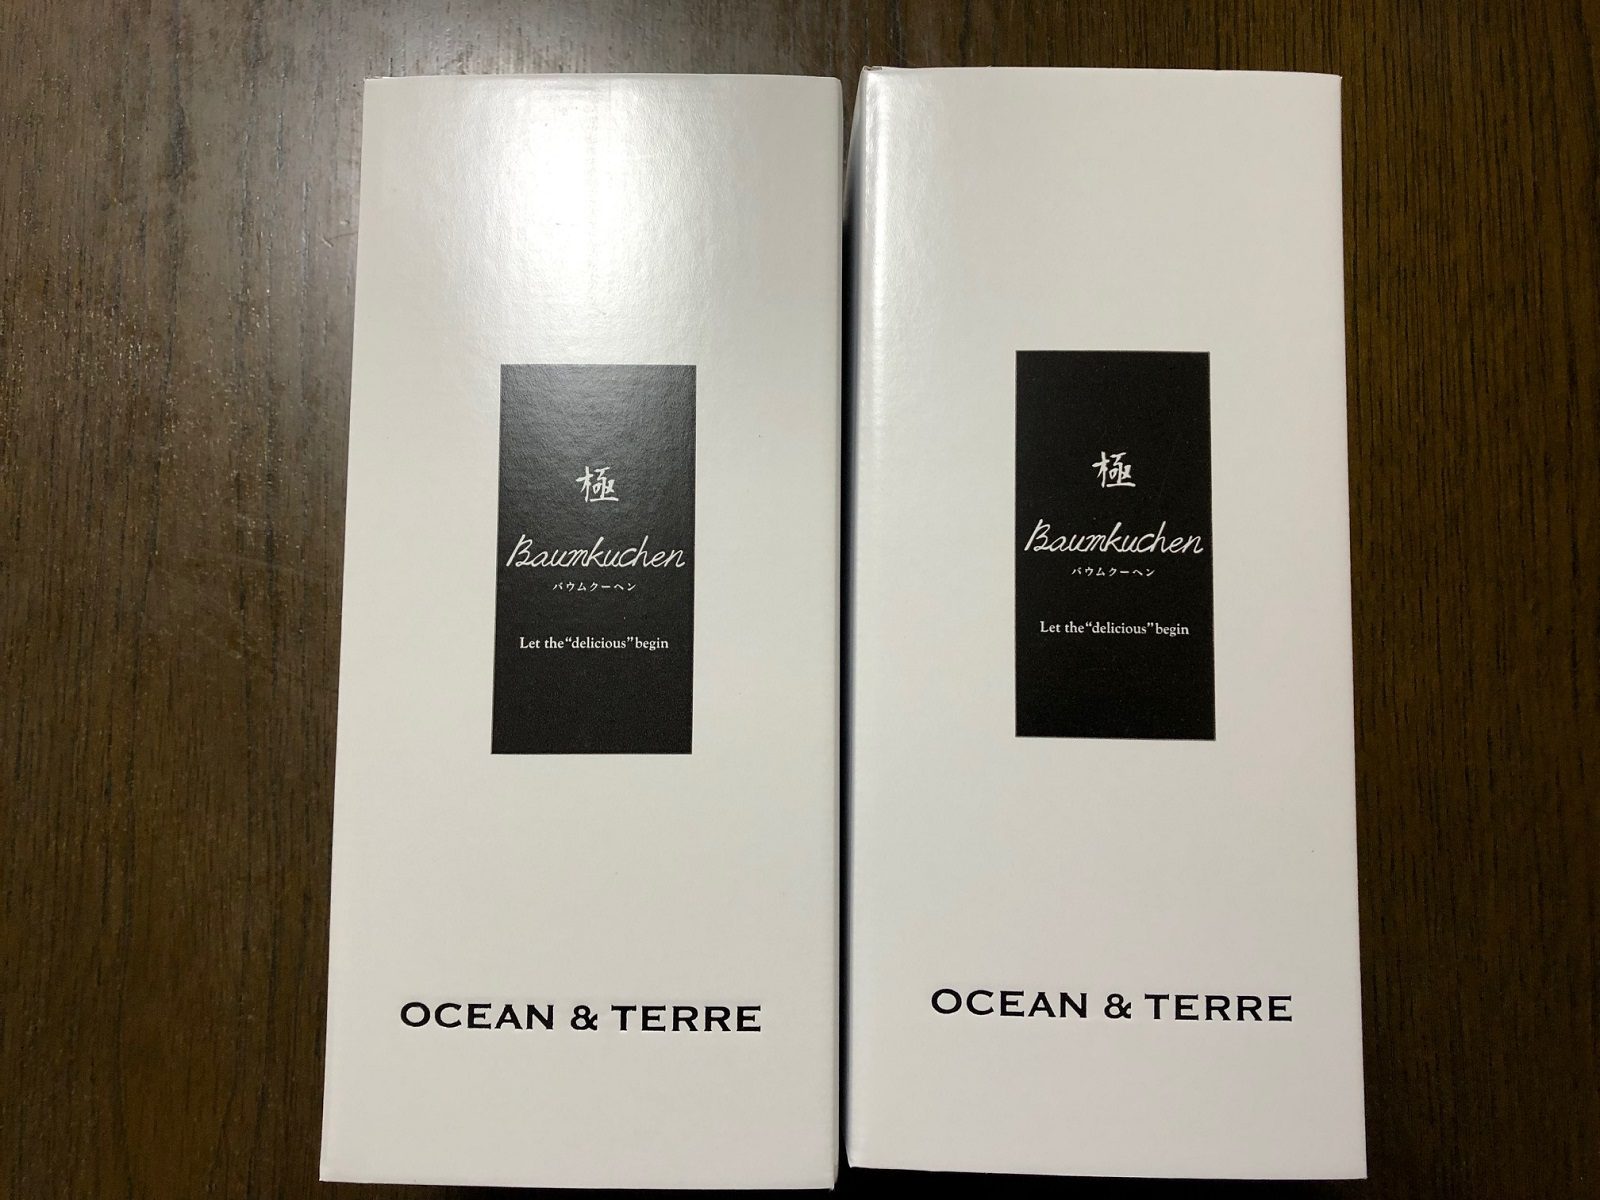 極
Baumkuchen
バウムクーヘン
Let the “delicious” begin
OCEAN & TERRE
極
Baumkuchen
バウムクーヘン
Let the “delicious” begin
OCEAN & TERRE